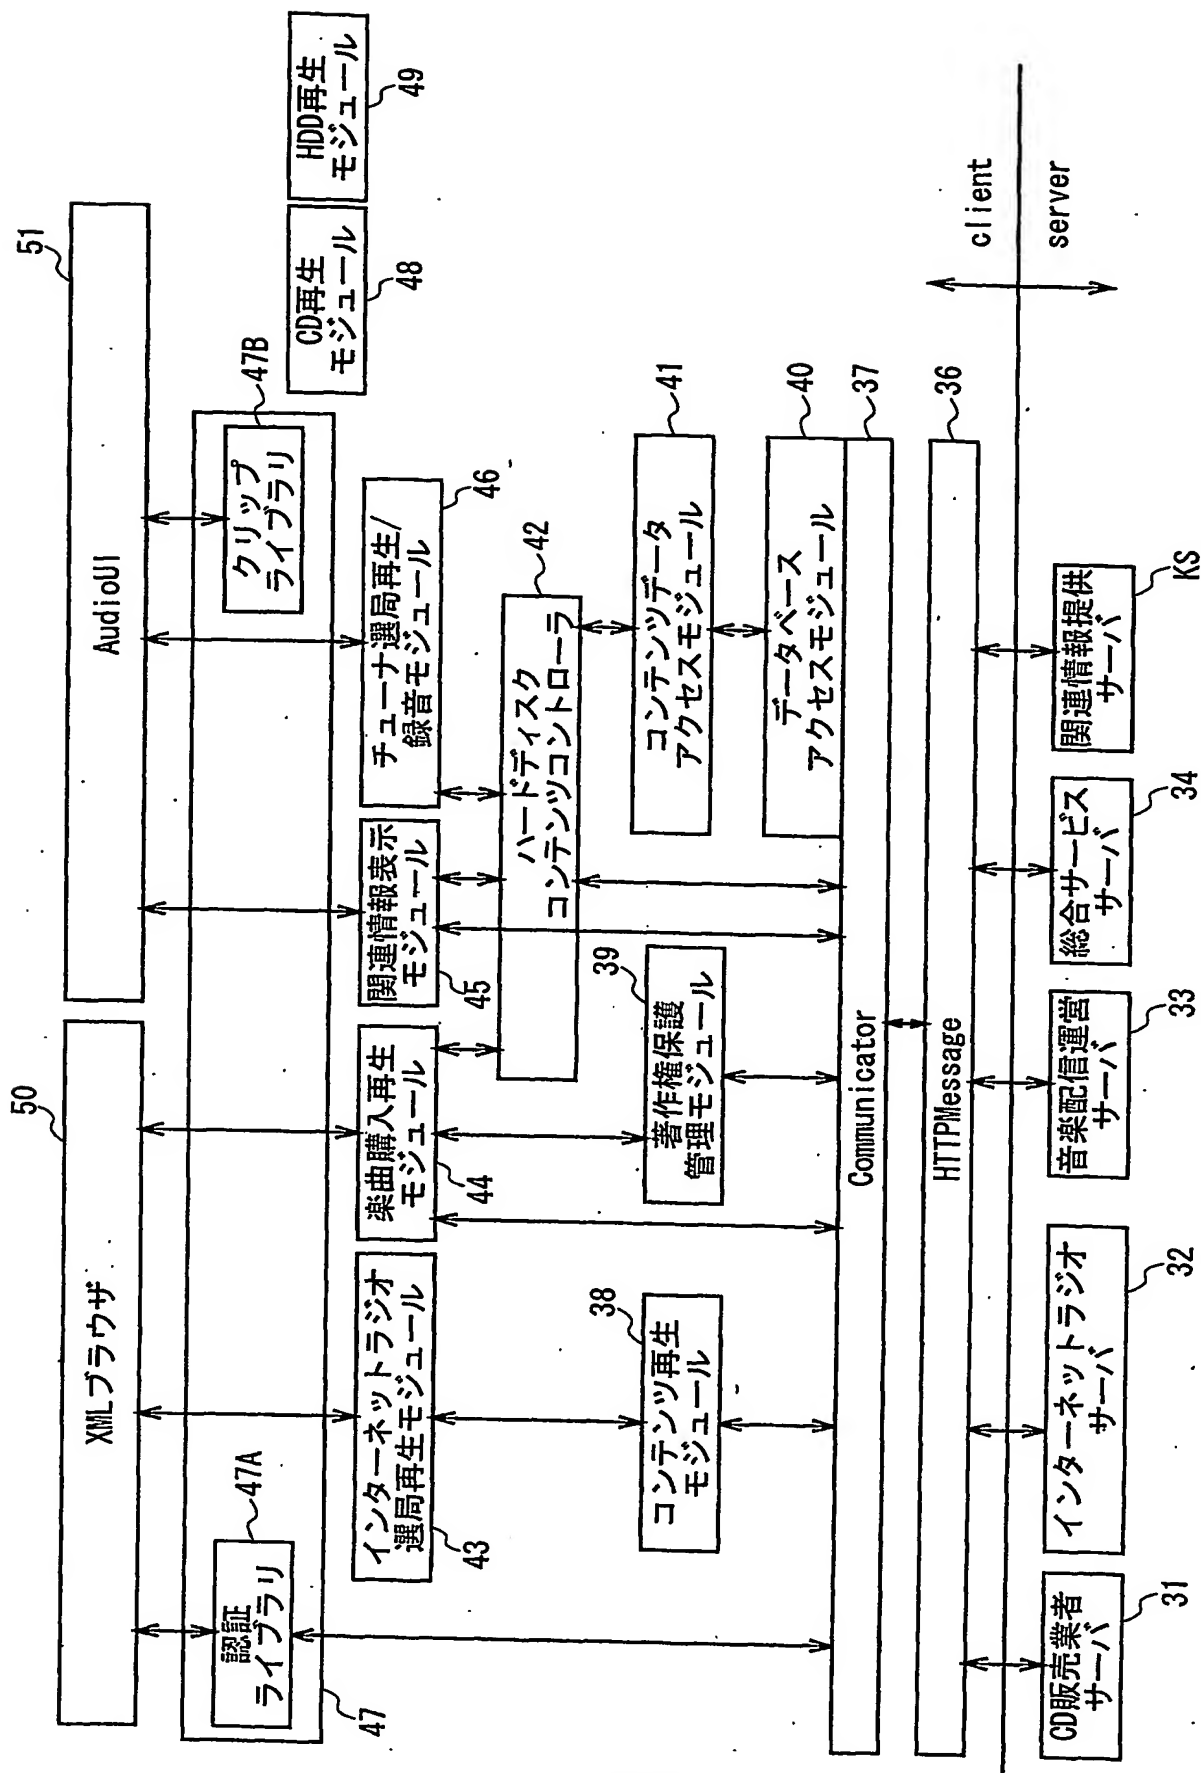 50
XMLブラウザ
51
AudioUI
47
47A
認証
ライブラリ
47B
クリップ
ライブラリ
CD再生
モジュール
48
HDD再生
モジュール
49
インターネットラジオ
選局再生モジュール
43
楽曲購入再生
モジュール
44
関連情報表示
モジュール
45
チューナ選局再生/
録音モジュール
46
ハードディスク
コンテンツコントローラ
42
38
コンテンツ再生
モジュール
39
著作権保護
管理モジュール
コンテンツデータ
アクセスモジュール
41
データベース
アクセスモジュール
40
Communicator
37
HTTPMessage
36
client
server
CD販売業者
サーバ
31
インターネットラジオ
サーバ
32
音楽配信運営
サーバ
33
総合サービス
サーバ
34
関連情報提供
サーバ
KS